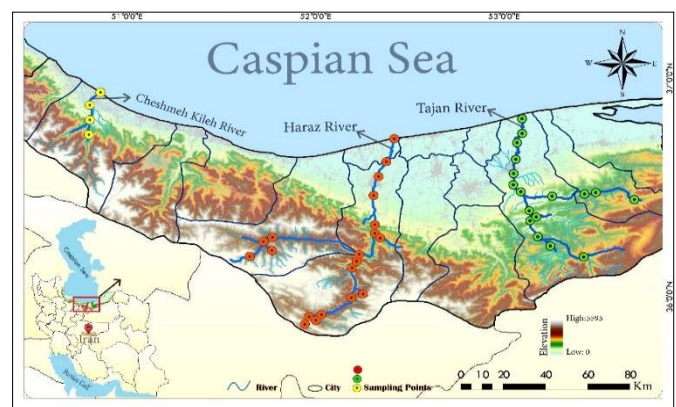 51°0'0"E
52°0'0"E
53°0'0"E
Caspian Sea
N
W
E
S
37°0'0"N
Cheshmeh Kileh River
Haraz River
Tajan River
Caspian Sea
Iran
Persian Gulf
36°0'0"N
Elevation
High:
Low: 0
River
City
Sampling Points
0 10 20 40 60 80
Km